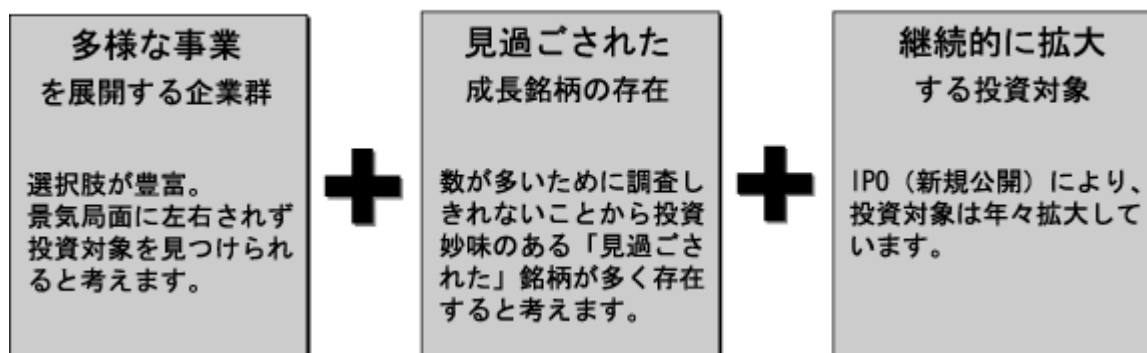 多様な事業
を展開する企業群
選択肢が豊富。
景気局面に左右されず
投資対象を見つけられ
ると考えます。
見過ごされた
成長銘柄の存在
数が多いために調査し
きれないことから投資
妙味のある「見過ごさ
れた」銘柄が多く存在
すると考えます。
継続的に拡大
する投資対象
IPO（新規公開）により、
投資対象は年々拡大して
います。